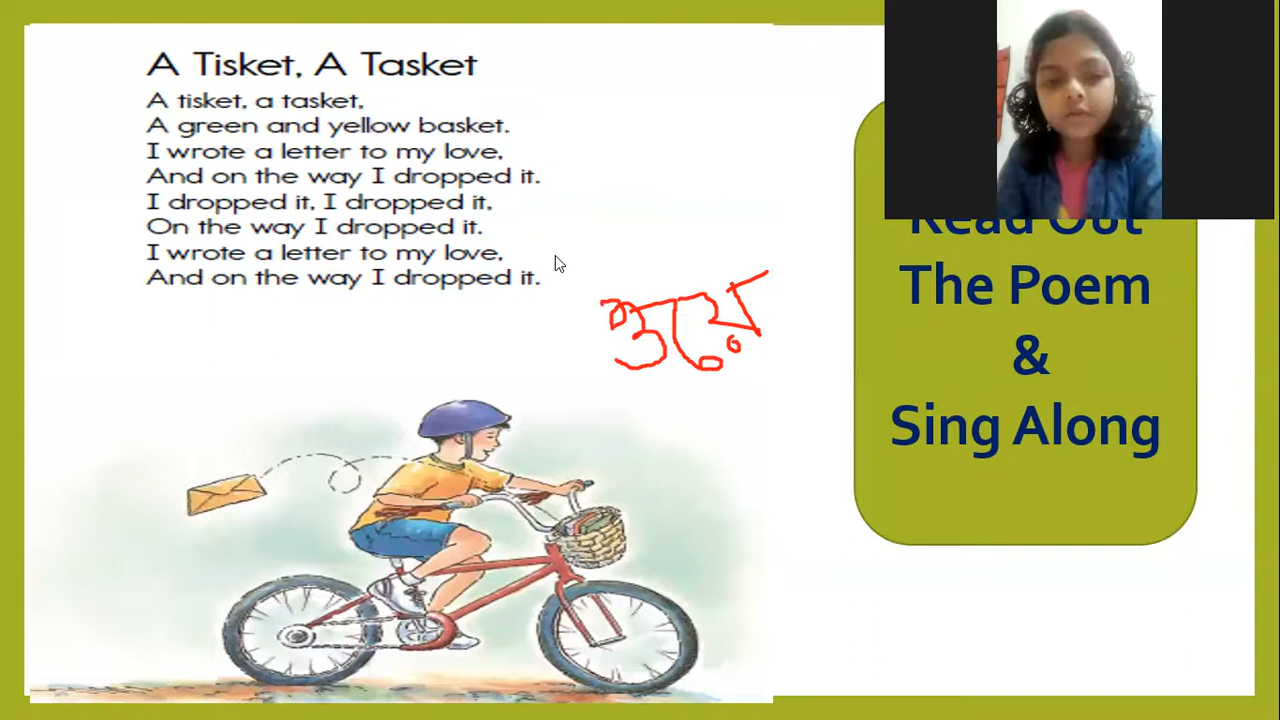 A Tisket, A Tasket
A tisket, a tasket,
A green and yellow basket.
I wrote a letter to my love,
And on the way I dropped it.
I dropped it, I dropped it,
On the way I dropped it.
I wrote a letter to my love,
And on the way I dropped it.
Read Out
The Poem
&
Sing Along